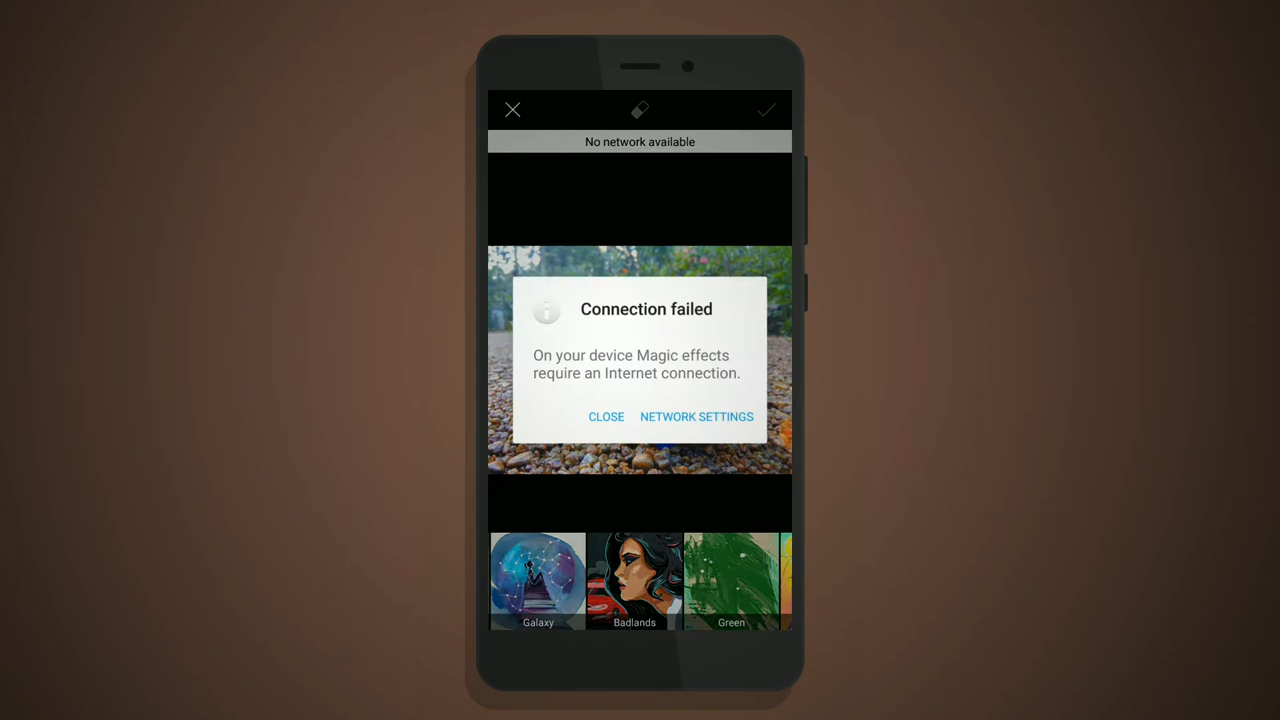 No network available
Connection failed
On your device Magic effects
require an Internet connection.
CLOSE NETWORK SETTINGS
Galaxy Badlands Green